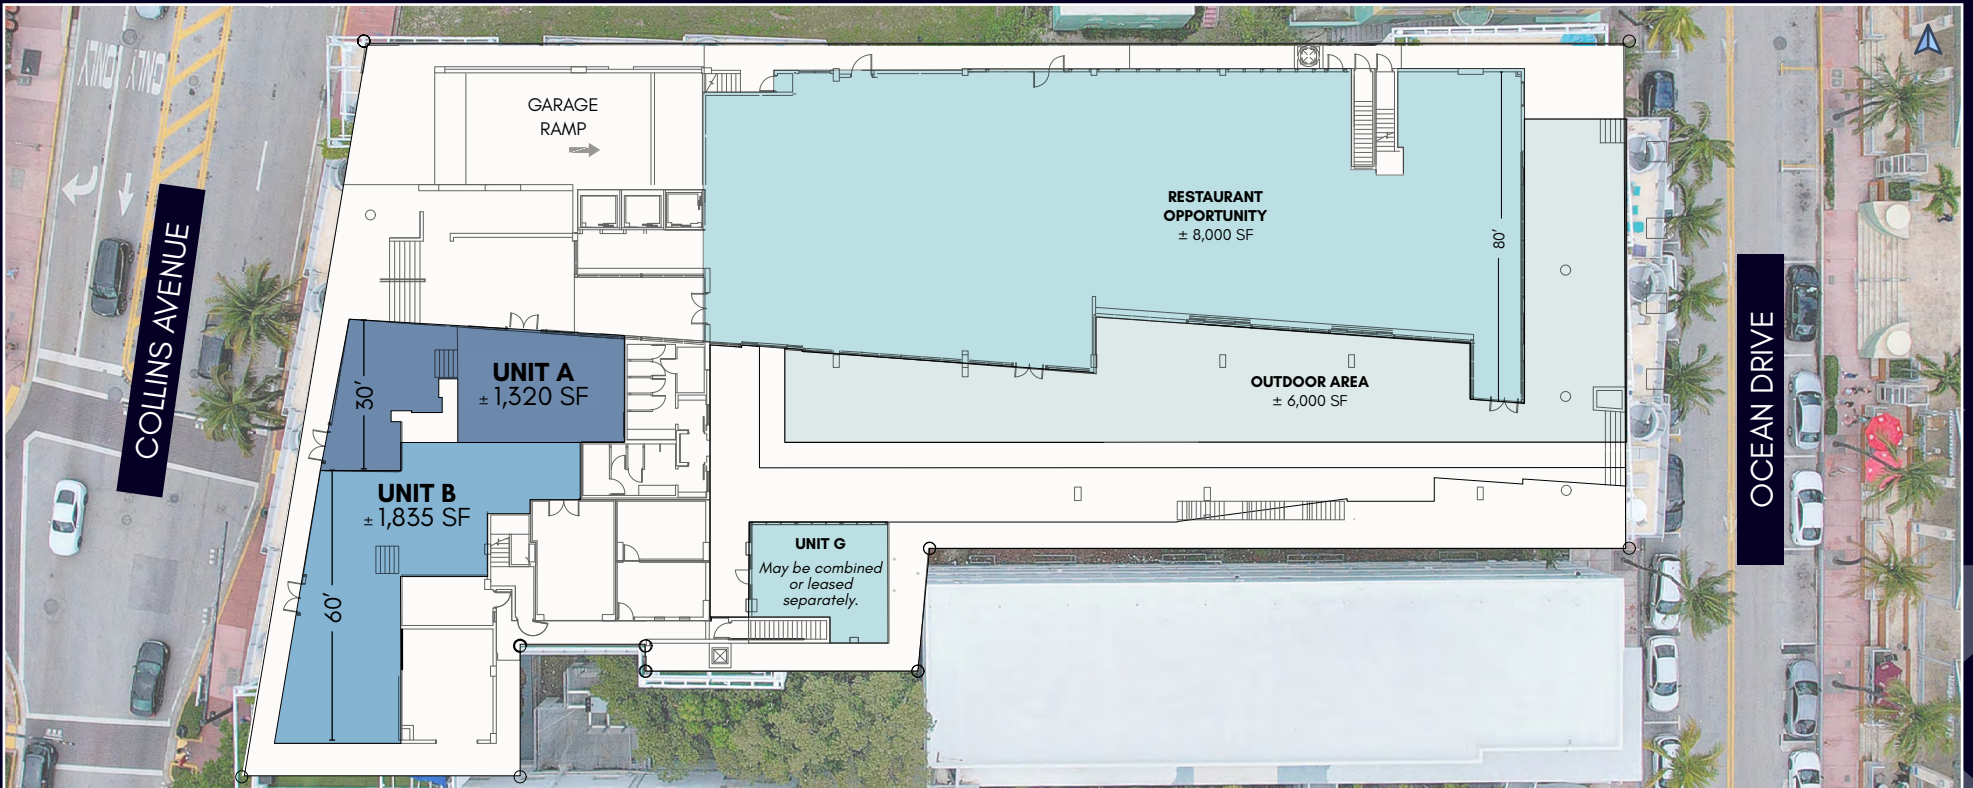 ONLY
ONLY
GARAGE
RAMP
RESTAURANT
OPPORTUNITY
± 8,000 SF
80'
COLLINS AVENUE
OCEAN DRIVE
UNIT A
± 1,320 SF
30'
OUTDOOR AREA
± 6,000 SF
UNIT B
± 1,835 SF
60'
UNIT G
May be combined
or leased
separately.